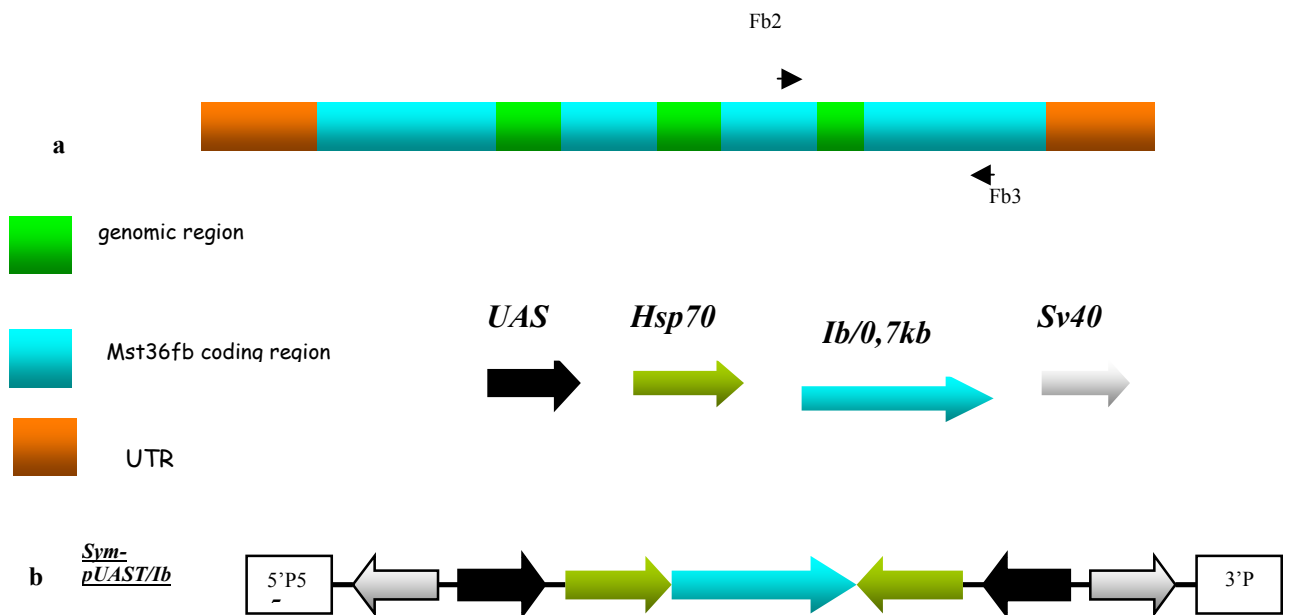 Fb2
a
Fb3
genomic region
UAS Hsp70 Ib/0,7kb Sv40
Mst36fb coding region
UTR
b
Sym-
pUAST/Ib
5'P5
-
3'P